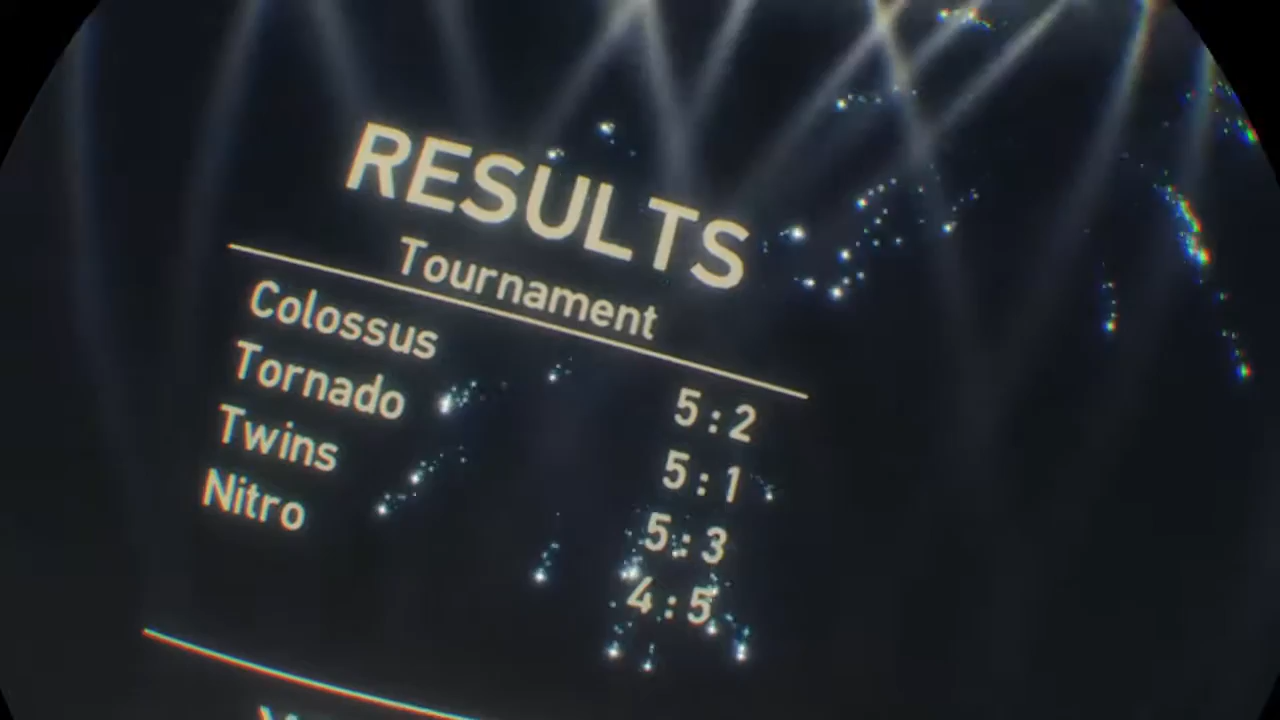 RESULTS
Tournament
Colossus 5:2
Tornado 5:1
Twins 5:3
Nitro 4:5